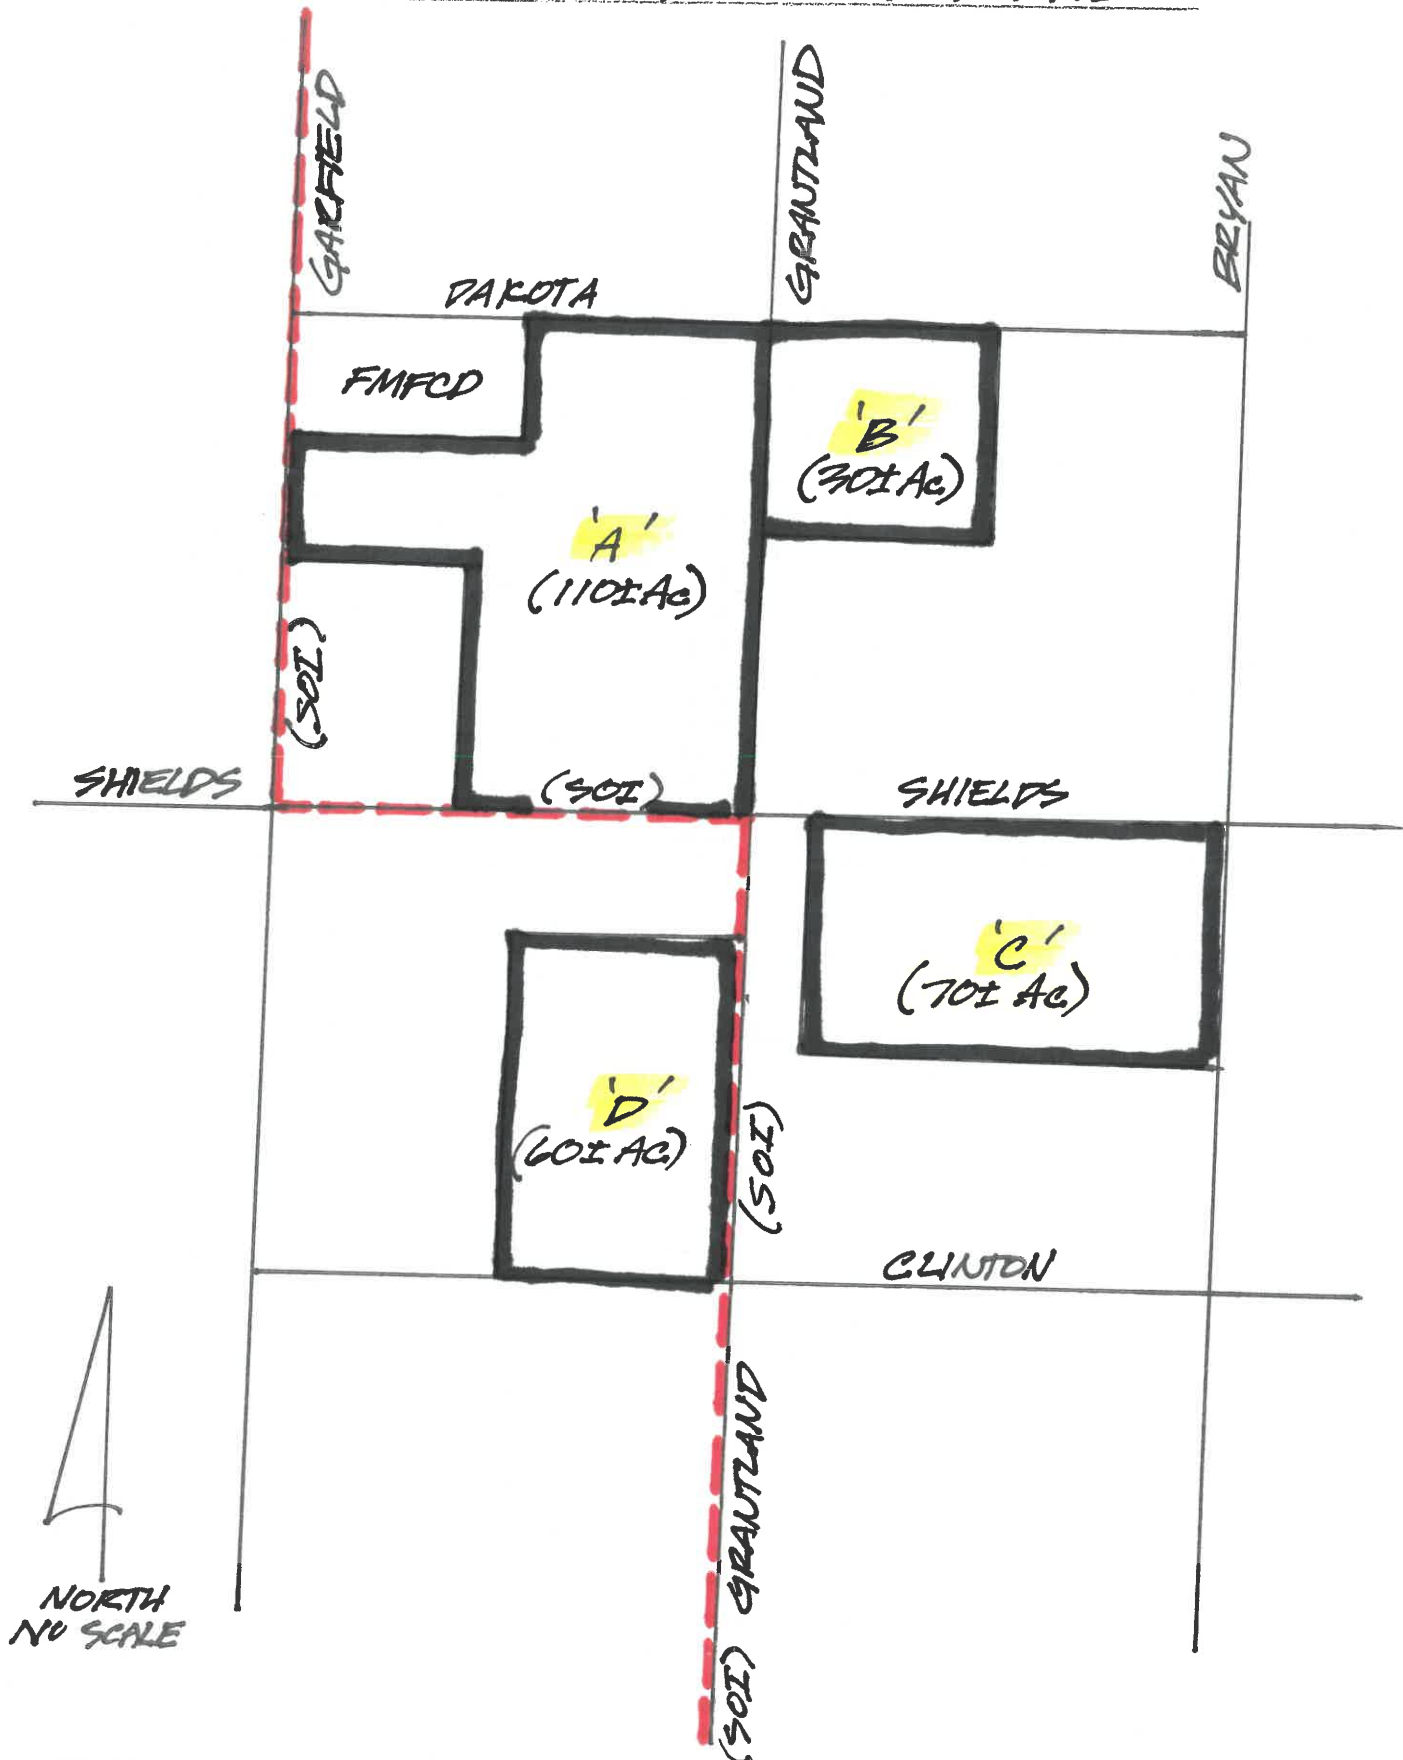 GARFIELD
GRANTLAND
BRYAN
DAKOTA
FMFCD
'B'
(30± Ac)
'A'
(110± Ac)
(SOI)
SHIELDS
(SOI)
SHIELDS
'C'
(70± Ac)
'D'
(60± AC)
(SOI)
CLINTON
GRANTLAND
(SOI)
NORTH
NO SCALE